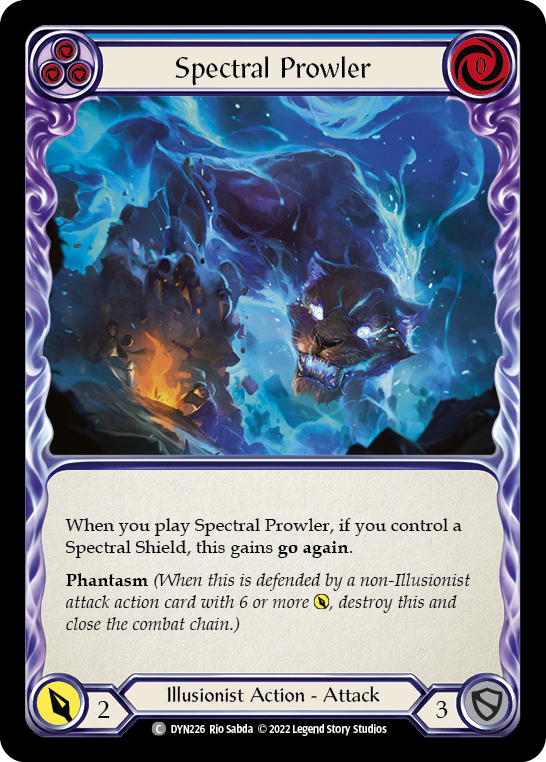 0
Spectral Prowler
When you play Spectral Prowler, if you control a
Spectral Shield, this gains go again.
Phantasm (When this is defended by a non-Illusionist
attack action card with 6 or more , destroy this and
close the combat chain.)
2
Illusionist Action - Attack
3
C DYN226 Rio Sabda © 2022 Legend Story Studios